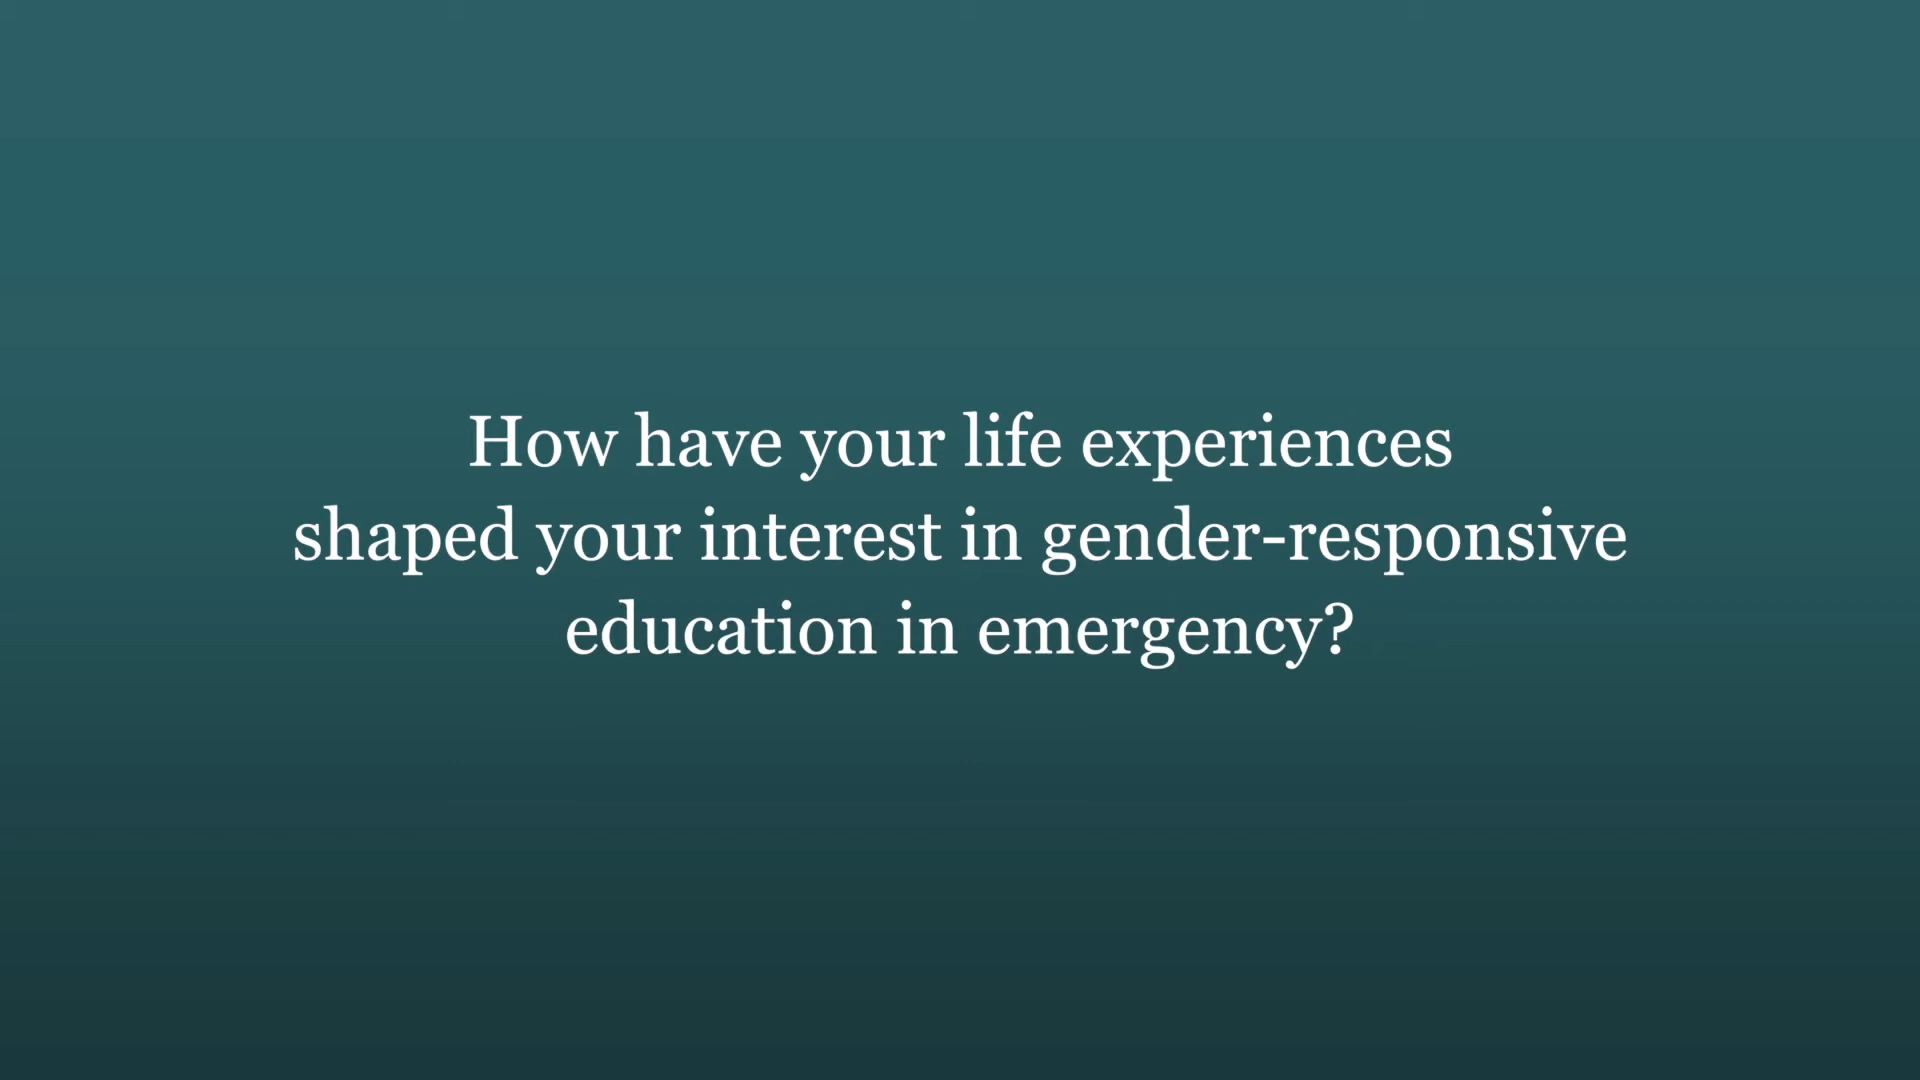 How have your life experiences
shaped your interest in gender-responsive
education in emergency?